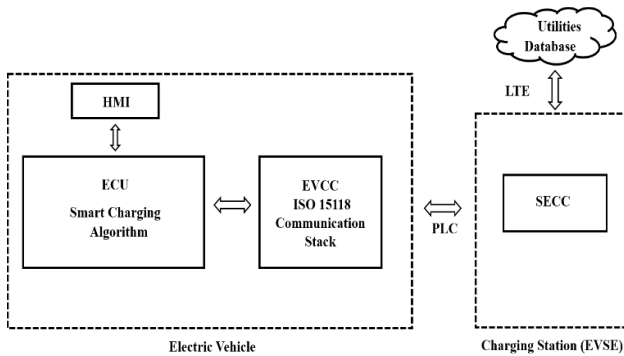 Utilities
Database
LTE
HMI
ECU
Smart Charging
Algorithm
EVCC
ISO 15118
Communication
Stack
PLC
SECC
Electric Vehicle
Charging Station (EVSE)